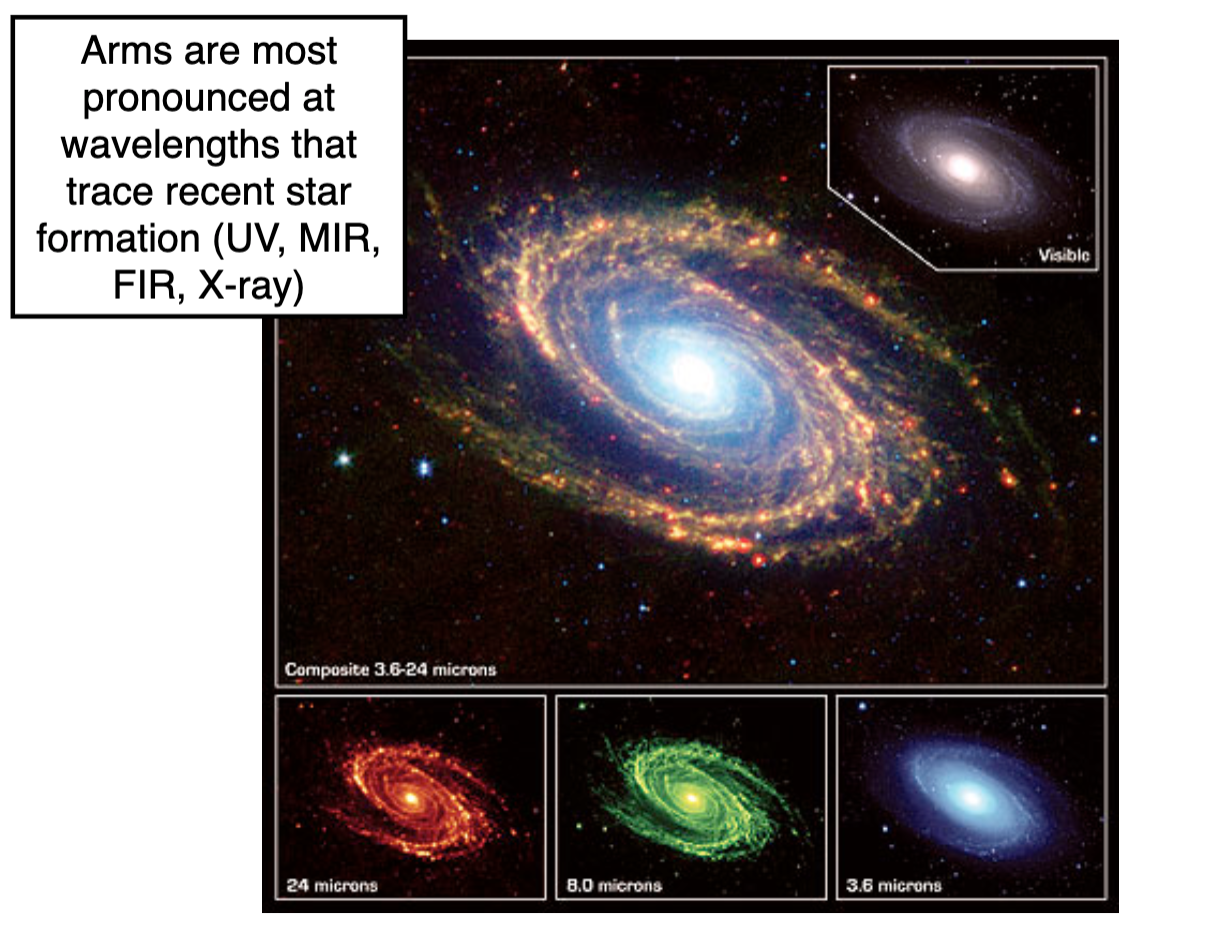 Arms are most
pronounced at
wavelengths that
trace recent star
formation (UV, MIR,
FIR, X-ray)
Visible
Composite 3.6-24 microns
24 microns
8.0 microns
3.6 microns